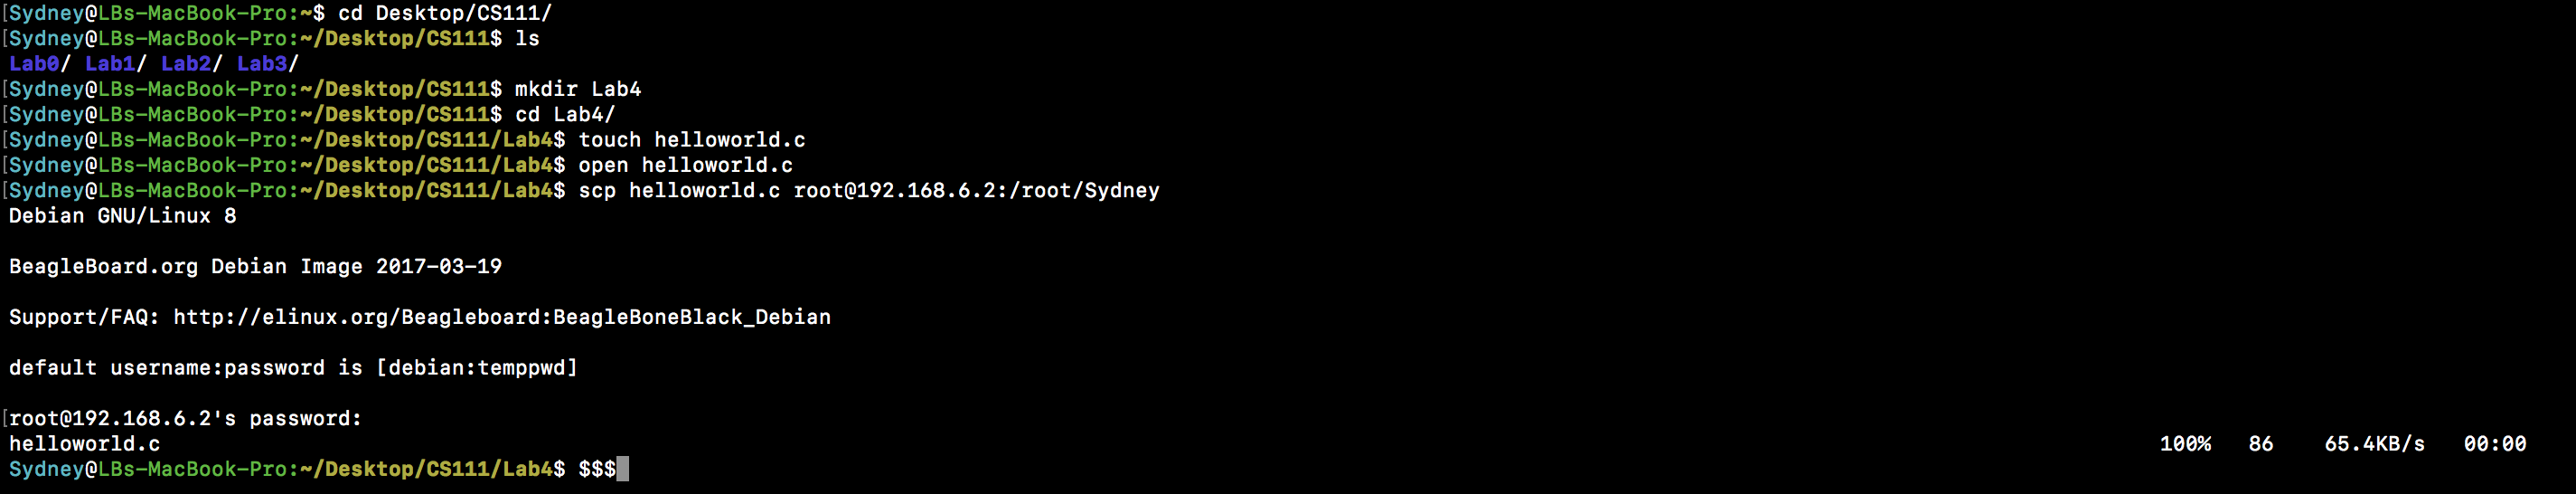 [Sydney@LBs-MacBook-Pro:~$ cd Desktop/CS111/
[Sydney@LBs-MacBook-Pro:~/Desktop/CS111$ ls
Lab0/ Lab1/ Lab2/ Lab3/
[Sydney@LBs-MacBook-Pro:~/Desktop/CS111$ mkdir Lab4
[Sydney@LBs-MacBook-Pro:~/Desktop/CS111$ cd Lab4/
[Sydney@LBs-MacBook-Pro:~/Desktop/CS111/Lab4$ touch helloworld.c
[Sydney@LBs-MacBook-Pro:~/Desktop/CS111/Lab4$ open helloworld.c
[Sydney@LBs-MacBook-Pro:~/Desktop/CS111/Lab4$ scp helloworld.c root@192.168.6.2:/root/Sydney
Debian GNU/Linux 8
BeagleBoard.org Debian Image 2017-03-19
Support/FAQ: http://elinux.org/Beagleboard:BeagleBoneBlack_Debian
default username:password is [debian:temppwd]
[root@192.168.6.2's password:
helloworld.c 100% 86 65.4KB/s 00:00
Sydney@LBs-MacBook-Pro:~/Desktop/CS111/Lab4$ $$$